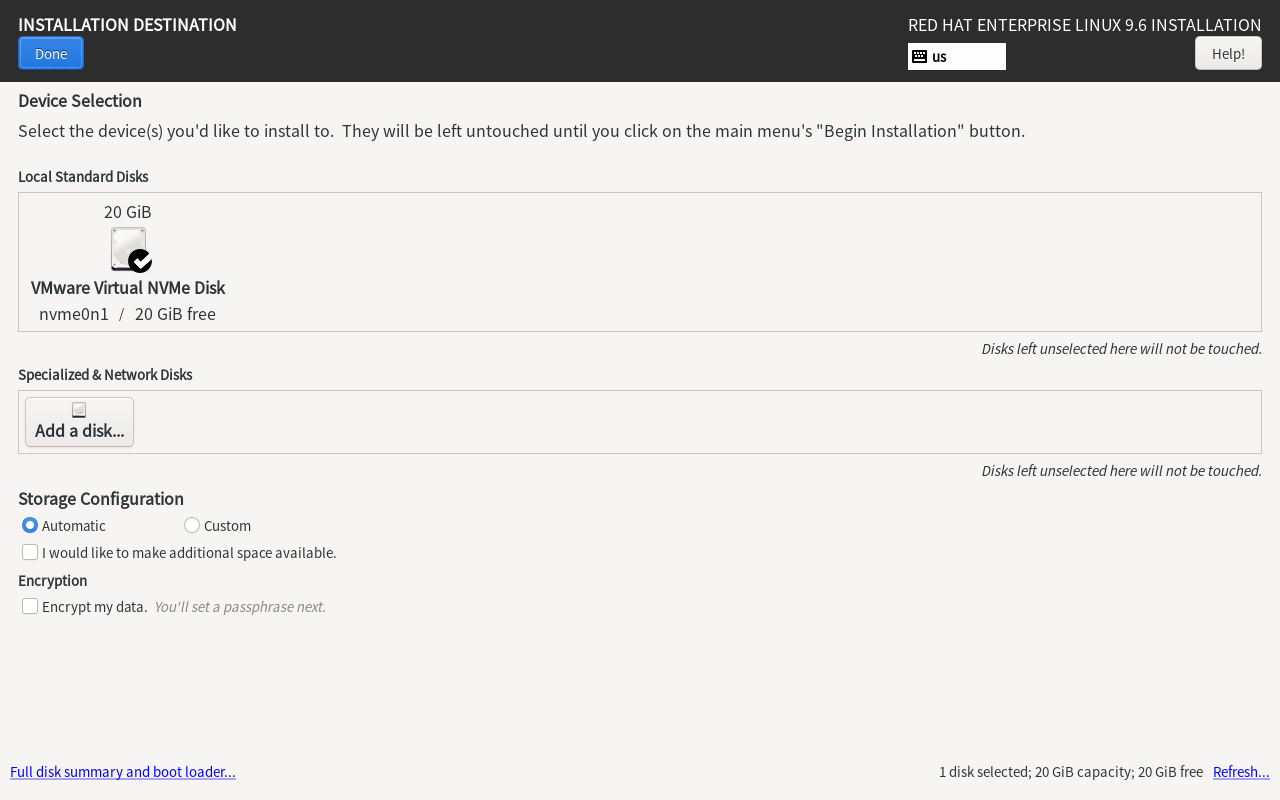 INSTALLATION DESTINATION
RED HAT ENTERPRISE LINUX 9.6 INSTALLATION
Done
us
Help!
Device Selection
Select the device(s) you'd like to install to.  They will be left untouched until you click on the main menu's "Begin Installation" button.
Local Standard Disks
20 GiB
VMware Virtual NVMe Disk
nvme0n1 / 20 GiB free
Disks left unselected here will not be touched.
Specialized & Network Disks
Add a disk...
Disks left unselected here will not be touched.
Storage Configuration
Automatic
Custom
I would like to make additional space available.
Encryption
Encrypt my data. You'll set a passphrase next.
Full disk summary and boot loader...
1 disk selected; 20 GiB capacity; 20 GiB free Refresh...